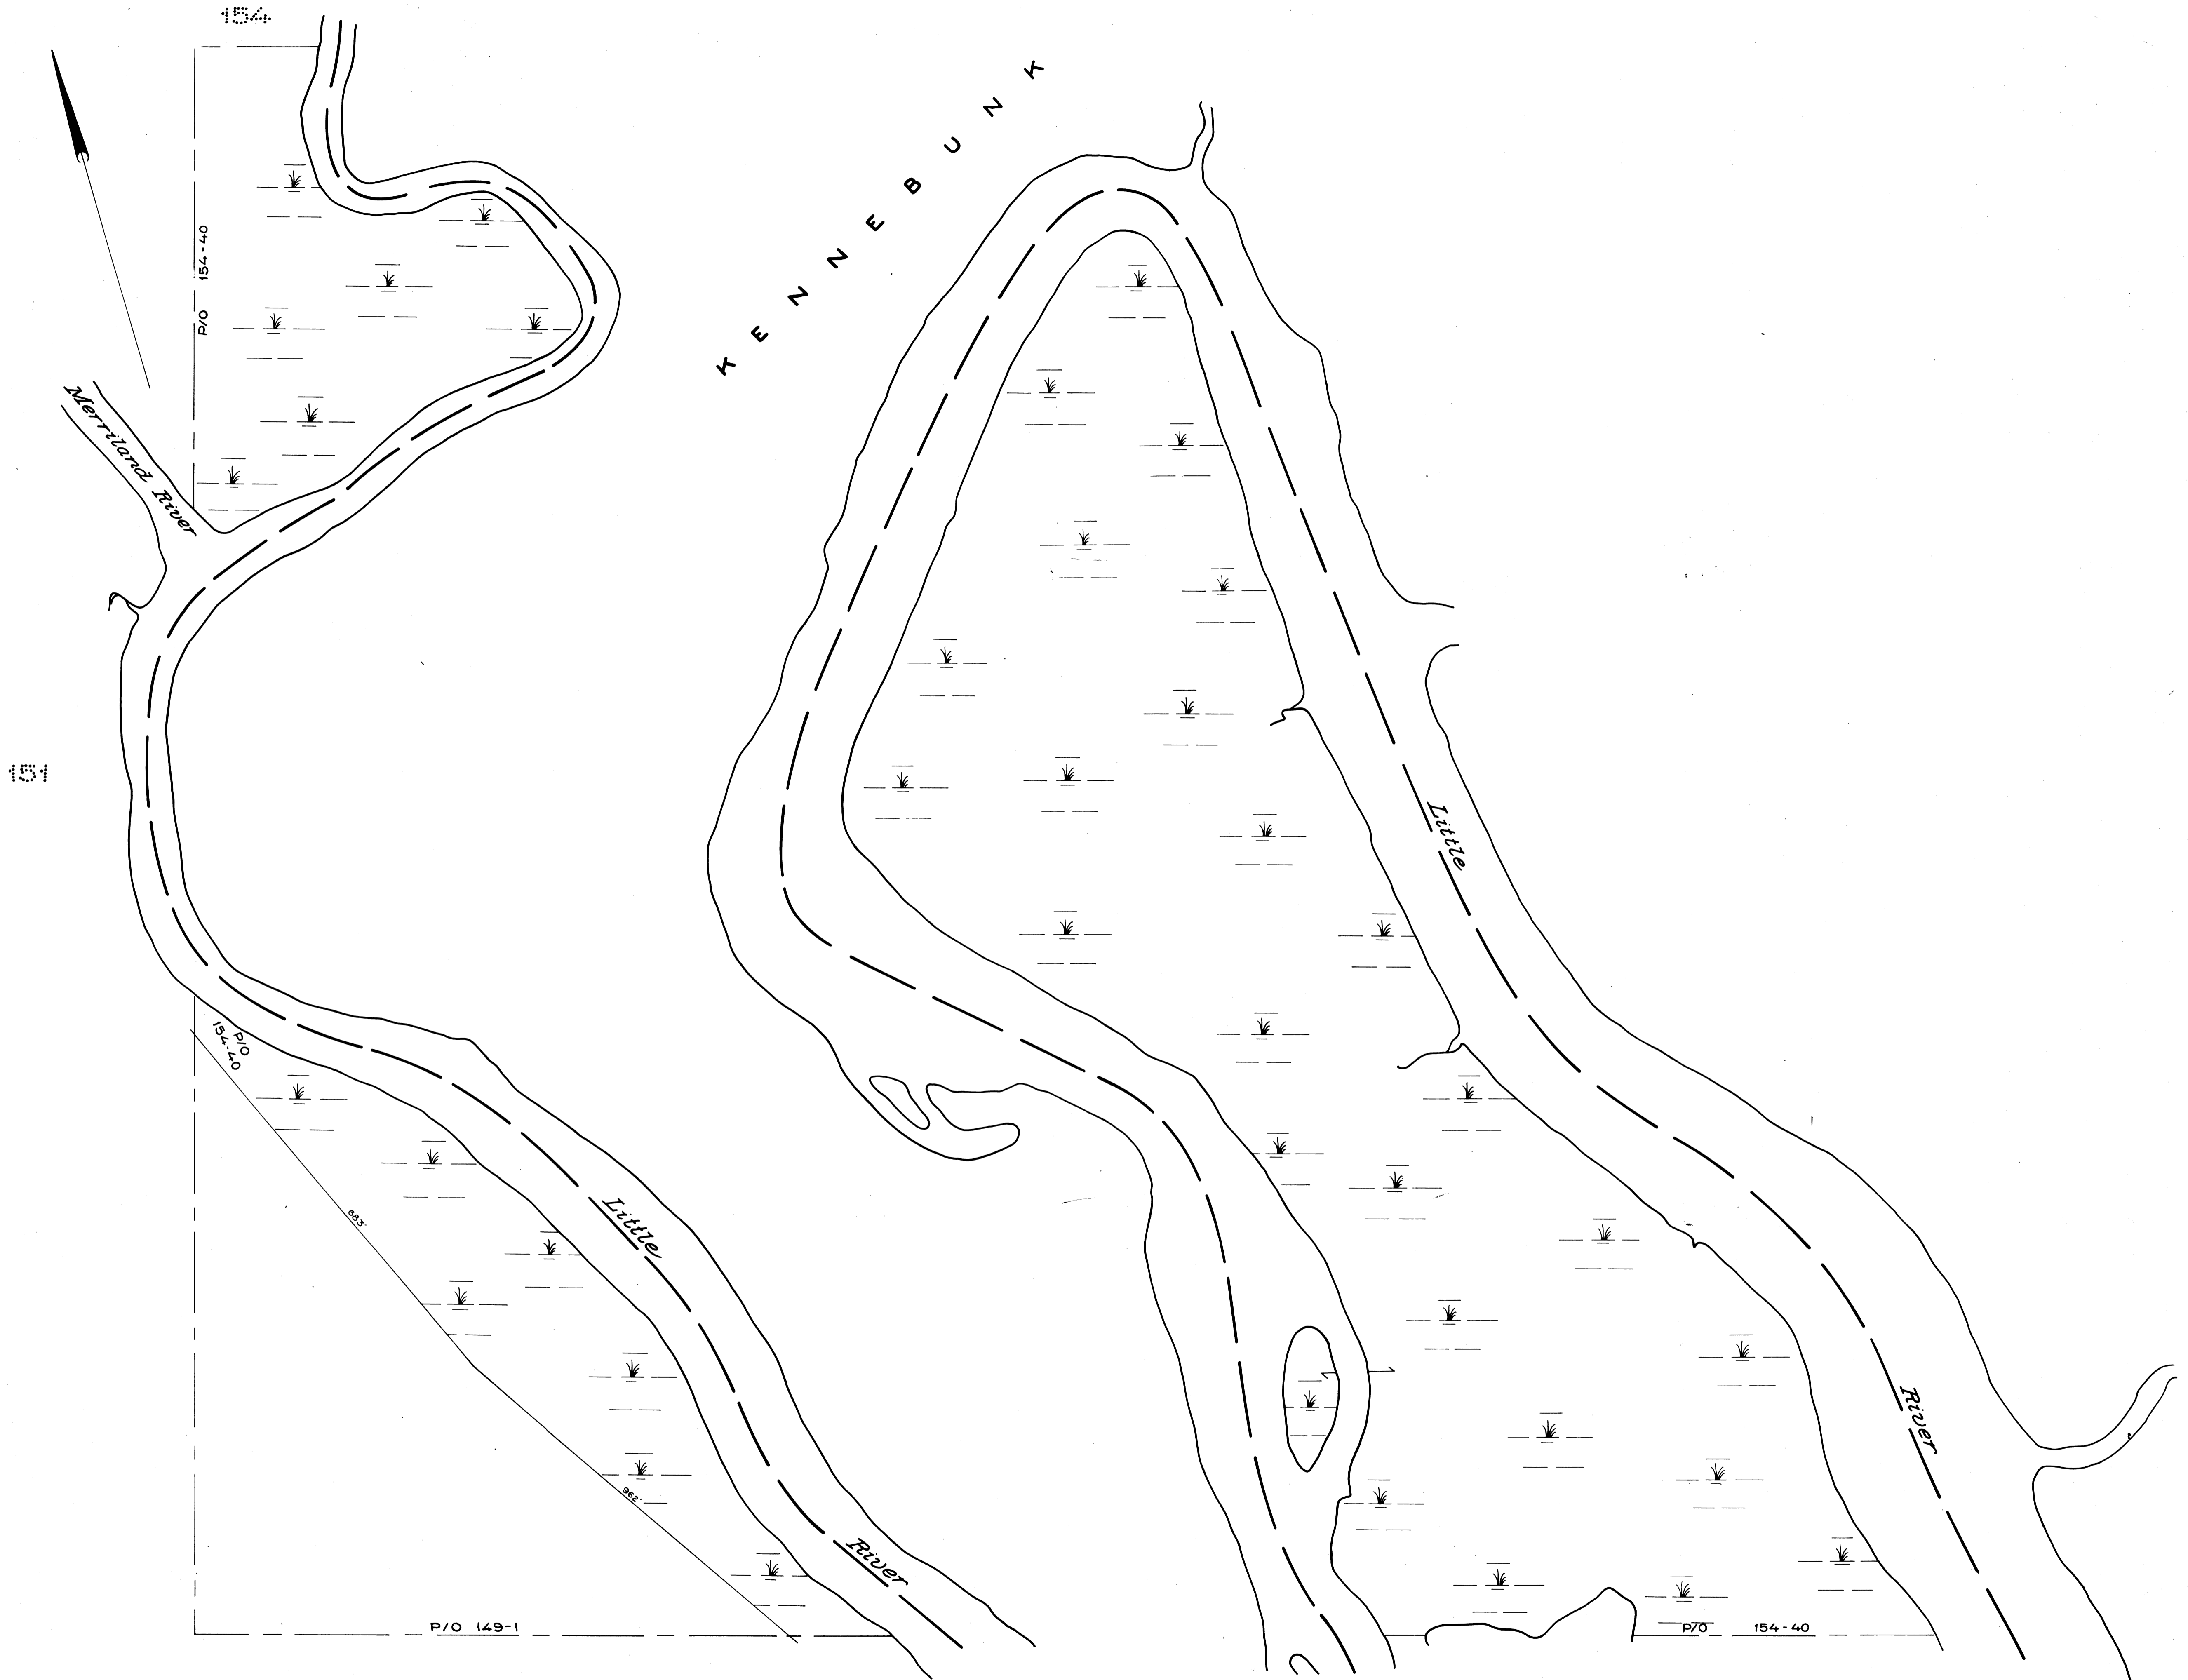 154
KENNEBUNK
P/O 154-40
Merriland River
151
Little
P/O
154-40
683'
Little
962'
River
River
P/O 149-1
P/O 154-40